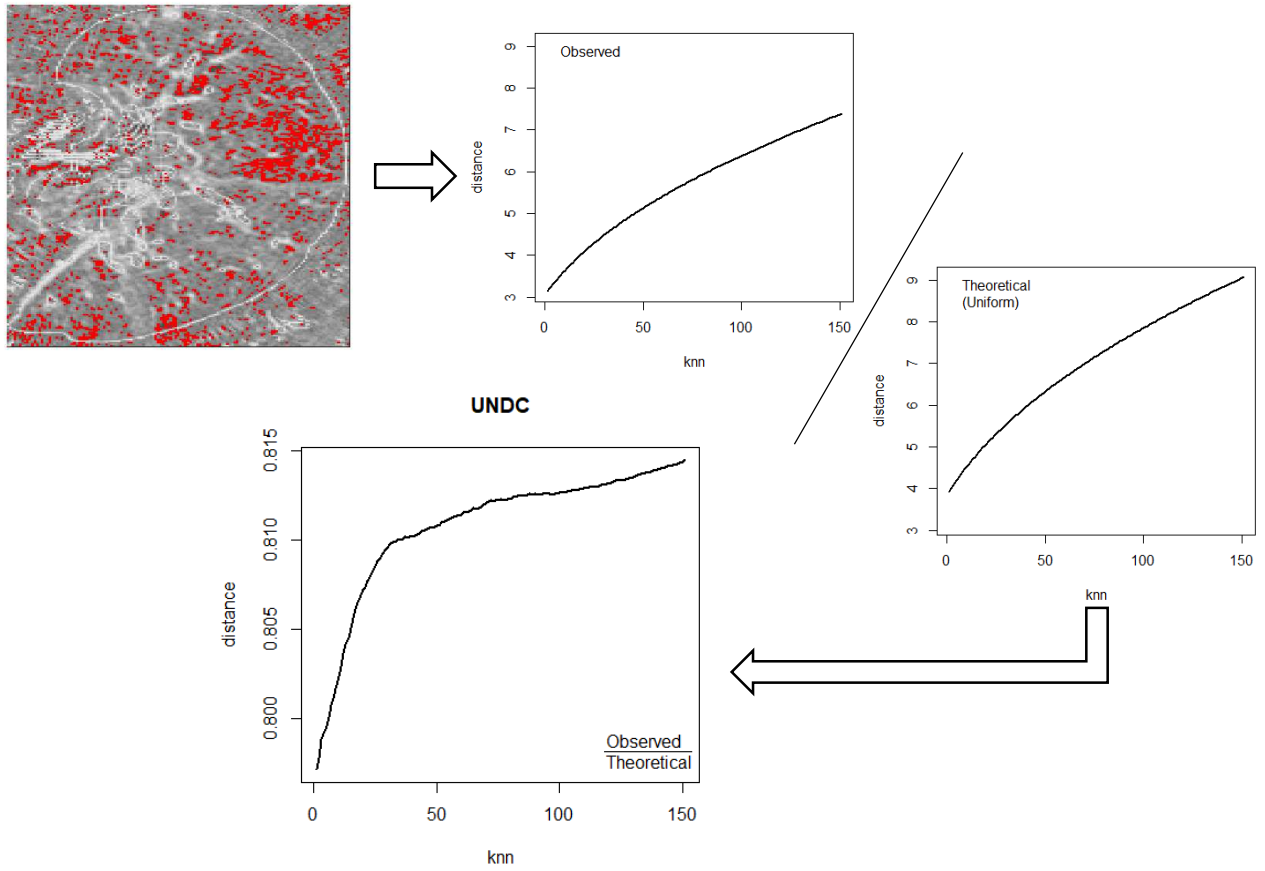 Observed
distance
9
8
7
6
5
4
3
0 50 100 150
knn
Theoretical
(Uniform)
distance
9
8
7
6
5
4
3
0 50 100 150
knn
UNDC
distance
0.815
0.810
0.805
0.800
Observed
Theoretical
0 50 100 150
knn